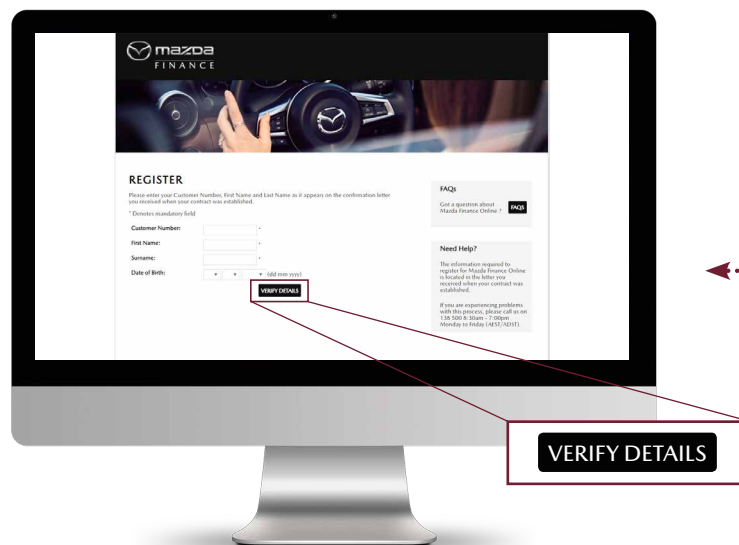 mazda
FINANCE
REGISTER
Please enter your Customer Number, First Name and Last Name as it appears on the confirmation letter
you received when your contract was established.
* Denotes mandatory field
Customer Number:
*
First Name:
*
Surname:
*
Date of Birth:
(dd mm yyyy)
VERIFY DETAILS
FAQs
Got a question about
Mazda Finance Online ?
FAQS
Need Help?
The information required to
register for Mazda Finance Online
is located in the letter you
received when your contract was
established.
If you are experiencing problems
with this process, please call us on
138 500 8:30am - 7:00pm
Monday to Friday (AEST/ADST).
VERIFY DETAILS